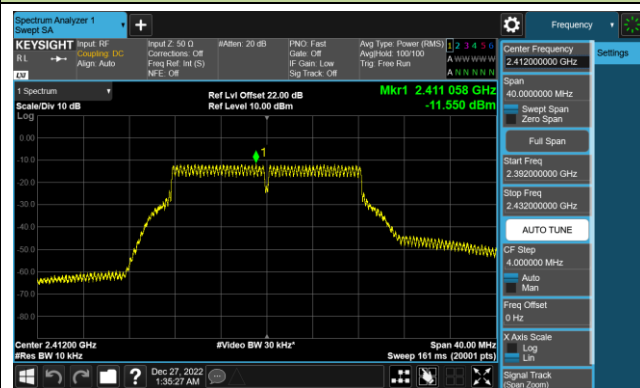 Spectrum Analyzer 1
Swept SA
Frequency
KEYSIGHT
RL
LXI
Input: RF
Coupling: DC
Align: Auto
Input Z: 50 Ω
Corrections: Off
Freq Ref: Int (S)
NFE: Off
#Atten: 20 dB
PNO: Fast
Gate: Off
IF Gain: Low
Sig Track: Off
Avg Type: Power (RMS)
Avg|Hold: 100/100
Trig: Free Run
1 2 3 4 5 6
A W W W W W
A N N N N N
1 Spectrum
Scale/Div 10 dB
Log
Ref Lvl Offset 22.00 dB
Ref Level 10.00 dBm
Mkr1 2.411 058 GHz
-11.550 dBm
1
0.00
-10.0
-20.0
-30.0
-40.0
-50.0
-60.0
-70.0
-80.0
Center 2.41200 GHz
#Res BW 10 kHz
#Video BW 30 kHz*
Span 40.00 MHz
Sweep 161 ms (20001 pts)
Center Frequency
2.412000000 GHz
Settings
Span
40.0000000 MHz
Swept Span
Zero Span
Full Span
Start Freq
2.392000000 GHz
Stop Freq
2.432000000 GHz
AUTO TUNE
CF Step
4.000000 MHz
Auto
Man
Freq Offset
0 Hz
X Axis Scale
Log
Lin
Signal Track
(Span Zoom)
Dec 27, 2022
1:35:27 AM